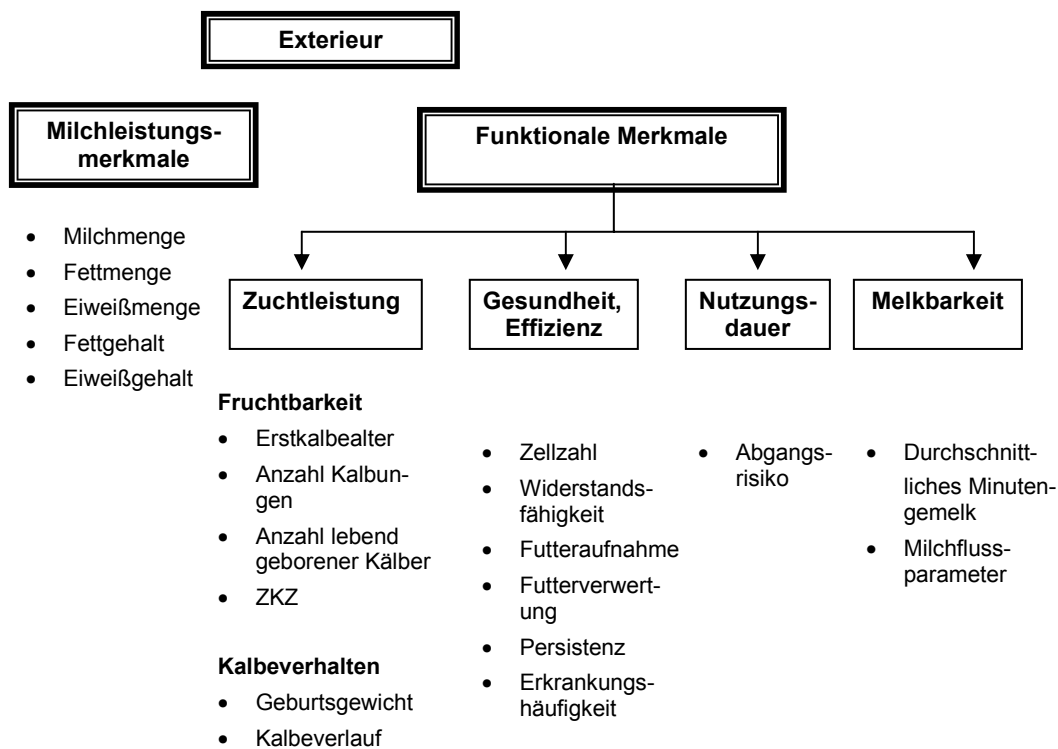 Exterieur
Milchleistungs-
merkmale
Funktionale Merkmale
• Milchmenge
• Fettmenge
• Eiweißmenge
• Fettgehalt
• Eiweißgehalt
Zuchtleistung
Gesundheit,
Effizienz
Nutzungs-
dauer
Melkbarkeit
Fruchtbarkeit
• Erstkalbealter
• Anzahl Kalbun-
gen
• Anzahl lebend
geborener Kälber
• ZKZ
Kalbeverhalten
• Geburtsgewicht
• Kalbeverlauf
• Zellzahl
• Widerstands-
fähigkeit
• Futteraufnahme
• Futterverwert-
ung
• Persistenz
• Erkrankungs-
häufigkeit
• Abgangs-
risiko
• Durchschnitt-
liches Minuten-
gemelk
• Milchfluss-
parameter